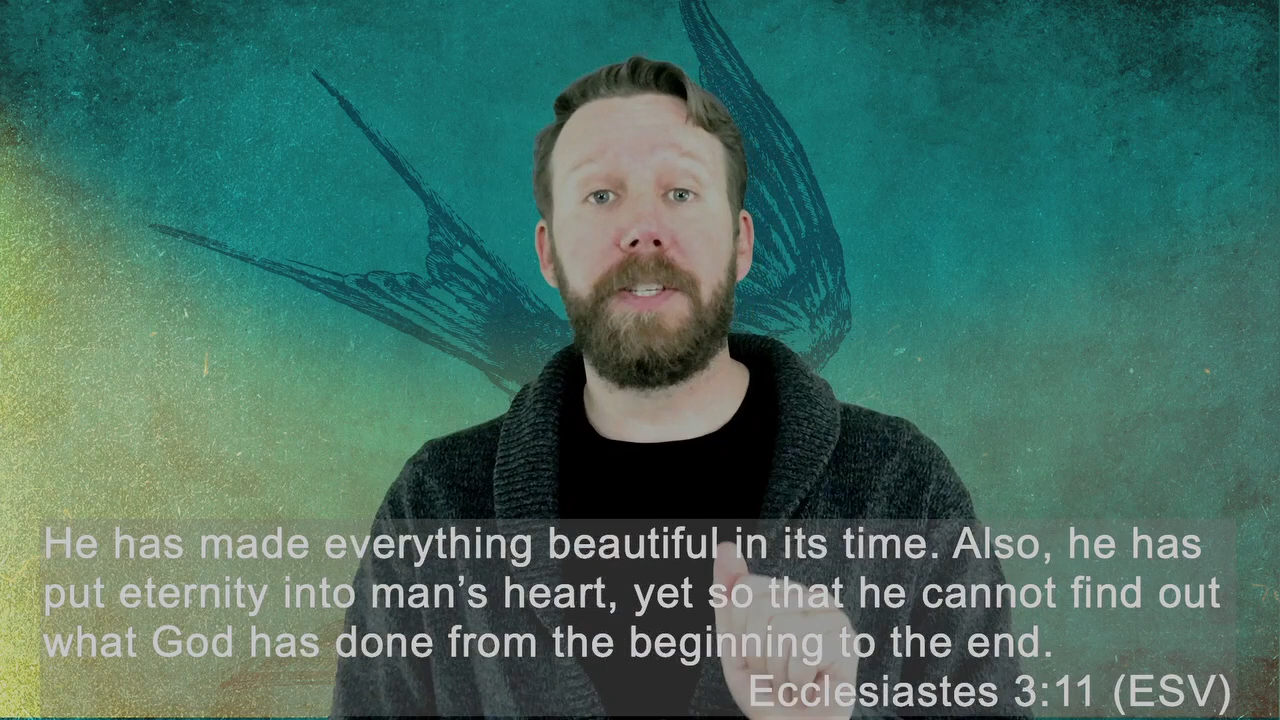 He has made everything beautiful in its time. Also, he has
put eternity into man’s heart, yet so that he cannot find out
what God has done from the beginning to the end.
Ecclesiastes 3:11 (ESV)